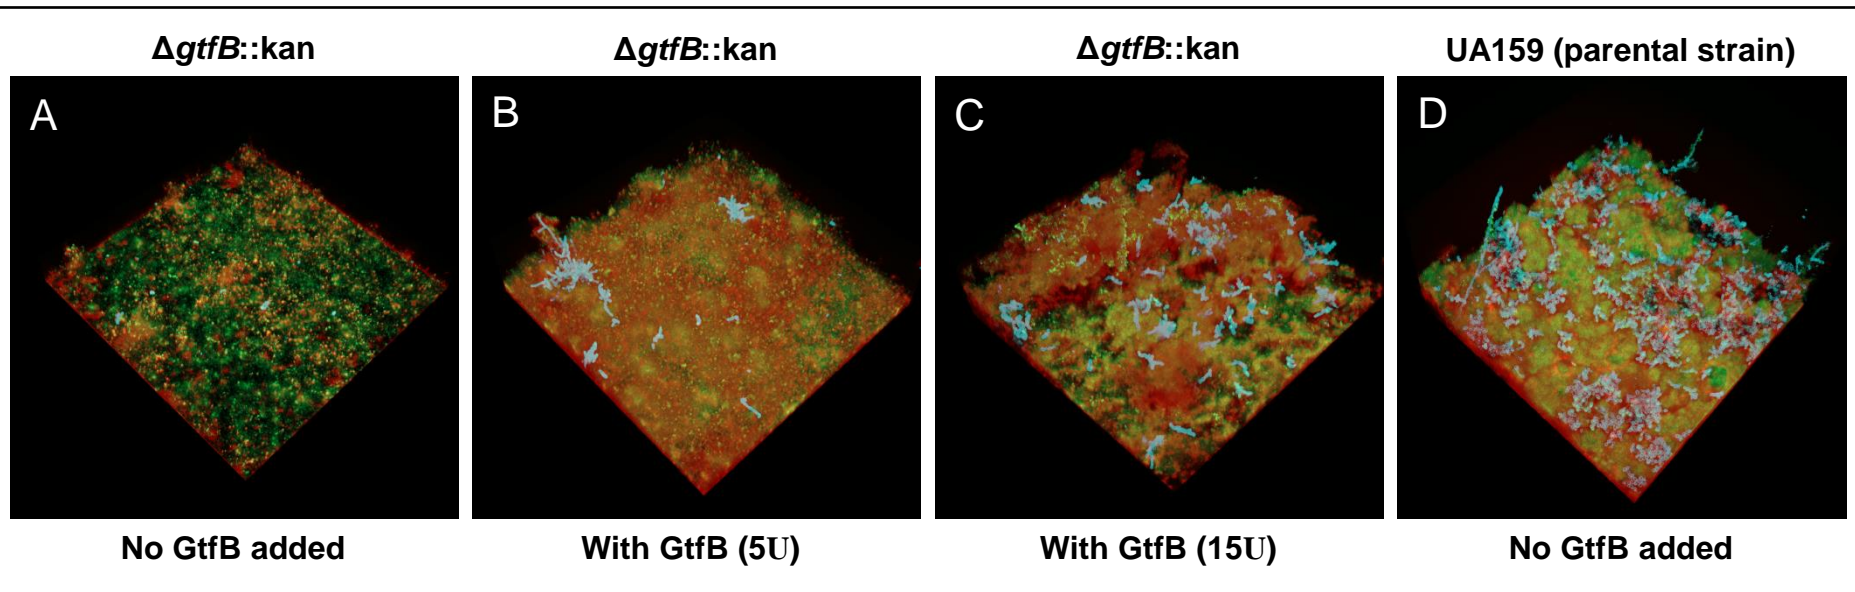 Δgtf​B::kan
ΔgtfB::kan
ΔgtfB::kan
UA159 (parental strain)
A
B
C
D
No GtfB added
With GtfB (5U)
With GtfB (15U)
No GtfB added